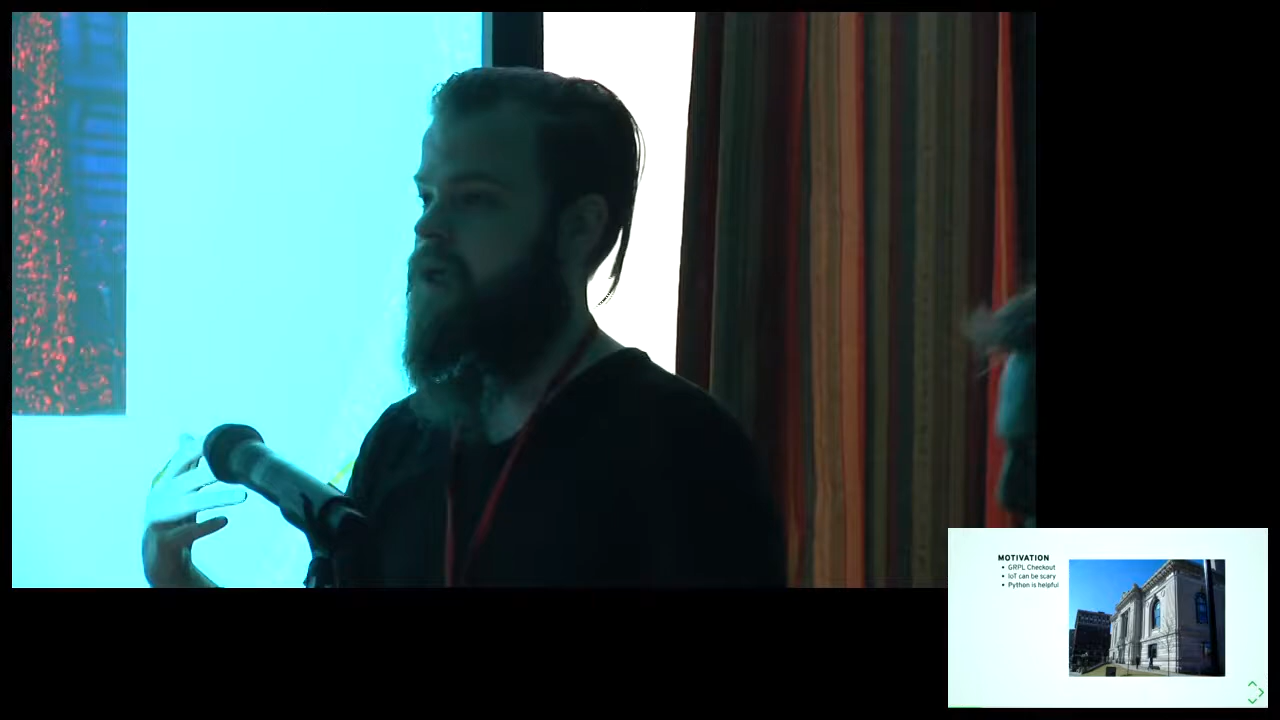 MOTIVATION
GRPL Checkout
IoT can be scary
Python is helpful